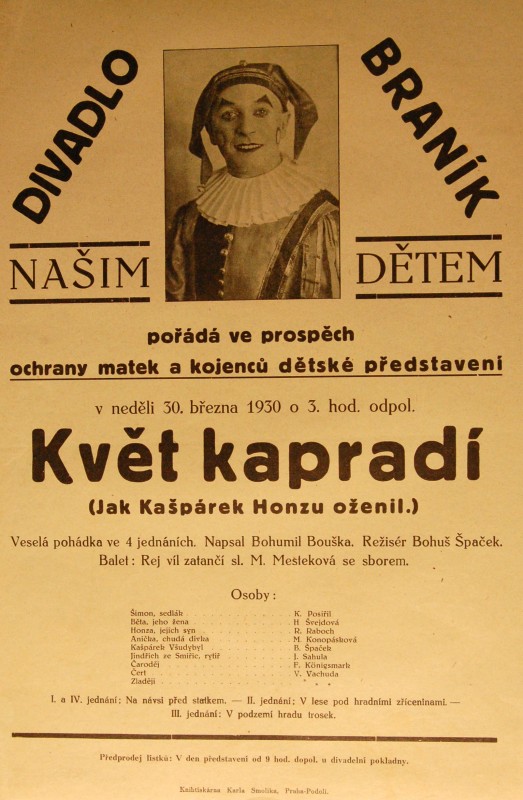 DIVADLO BRANÍK
NAŠIM DĚTEM
pořádá ve prospěch
ochrany matek a kojenců dětské představení
v neděli 30. března 1930 o 3. hod. odpol.
Květ kapradí
(Jak Kašpárek Honzu oženil.)
Veselá pohádka ve 4 jednáních. Napsal Bohumil Bouška. Režisér Bohuš Špaček.
Balet: Rej víl zatančí sl. M. Mesteková se sborem.
Osoby:
Šimon, sedlák . . . . . . . . . . . . . . . K. Posiřil
Běta, jeho žena . . . . . . . . . . . . . . . H Švejdová
Honza, jejich syn . . . . . . . . . . . . . . . R. Raboch
Anička, chudá dívka . . . . . . . . . . . . . . . M. Konopásková
Kašpárek Všudybyl . . . . . . . . . . . . . . . B. Špaček
Jindřich ze Smiřic, rytíř . . . . . . . . . . . . . . . J. Sahula
Čaroděj . . . . . . . . . . . . . . . F. Königsmark
Čert . . . . . . . . . . . . . . . V. Vachuda
Zloději . . . . . . . . . . . . . . . * * *
I. a IV. jednání: Na návsi před statkem. — II. jednání: V lese pod hradními zříceninami. —
III. jednání: V podzemí hradu trosek.
Předprodej lístků: V den představení od 9 hod. dopol. u divadelní pokladny.
Knihtiskárna Karla Smolíka, Praha-Podolí.